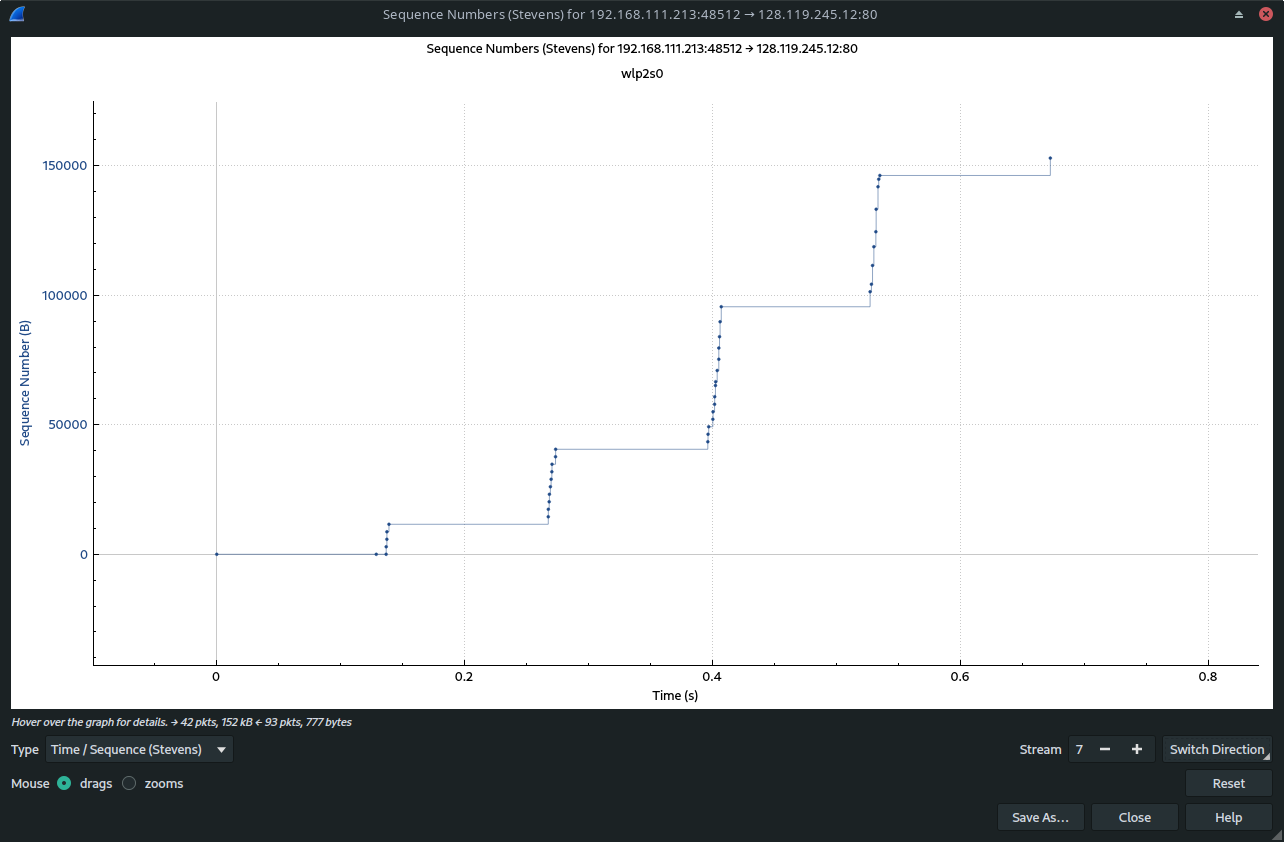 Sequence Numbers (Stevens) for 192.168.111.213:48512 → 128.119.245.12:80
Sequence Numbers (Stevens) for 192.168.111.213:48512 → 128.119.245.12:80
wlp2s0
150000
100000
50000
0
Sequence Number (B)
0 0.2 0.4 0.6 0.8
Time (s)
Hover over the graph for details. → 42 pkts, 152 kB ← 93 pkts, 777 bytes
Type Time / Sequence (Stevens) Stream 7 Switch Direction
Mouse drags zooms Reset
Save As… Close Help